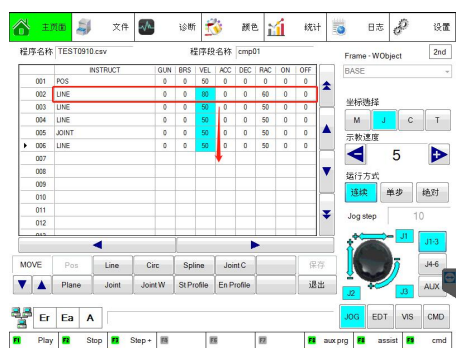 主页面 文件 诊断 颜色 统计 日志 设置
程序名称 TEST0910.csv 程序段名称 cmp01 Frame - WObject 2nd
BASE
INSTRUCT GUN BRS VEL ACC DEC RAC ON OFF
001 POS 0 0 50 0 0 50 0 0
002 LINE 0 0 80 0 0 60 0 0
003 LINE 0 0 50 0 0 50 0 0
004 LINE 0 0 50 0 0 50 0 0
005 JOINT 0 0 50 0 0 50 0 0
006 LINE 0 0 50 0 0 50 0 0
007
008
009
010
011
012
坐标选择
M J C T
示教速度
5
运行方式
连续 单步 绝对
Jog step 10
MOVE Pos Line Circ Spline Joint C 保存
Plane Joint Joint W St Profile En Profile 退出
J1 J1-3
J4-6
J2 J3 AUX
Er Ea A
JOG EDT VIS CMD
F1 Play F2 Stop F3 Step + F6 F7 F8 aux prg F8 assist F8 cmd